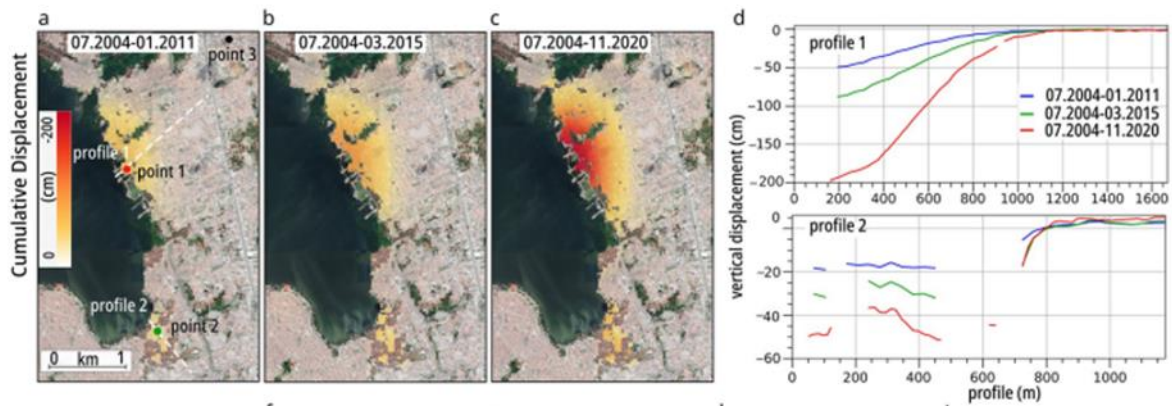 a
b
c
d
07.2004-01.2011
07.2004-03.2015
07.2004-11.2020
point 3
profile
point 1
profile 2
point 2
0 km 1
Cumulative Displacement
(cm)
-200
0
profile 1
07.2004-01.2011
07.2004-03.2015
07.2004-11.2020
0
-50
-100
-150
-200
0 200 400 600 800 1000 1200 1400 1600
vertical displacement (cm)
profile 2
0
-20
-40
-60
0 200 400 600 800 1000
profile (m)